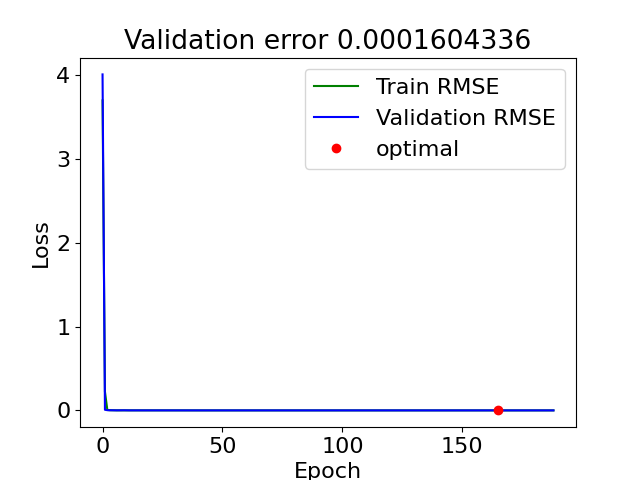 Validation error 0.0001604336
Train RMSE
Validation RMSE
optimal
4
3
2
1
0
Loss
0 50 100 150
Epoch